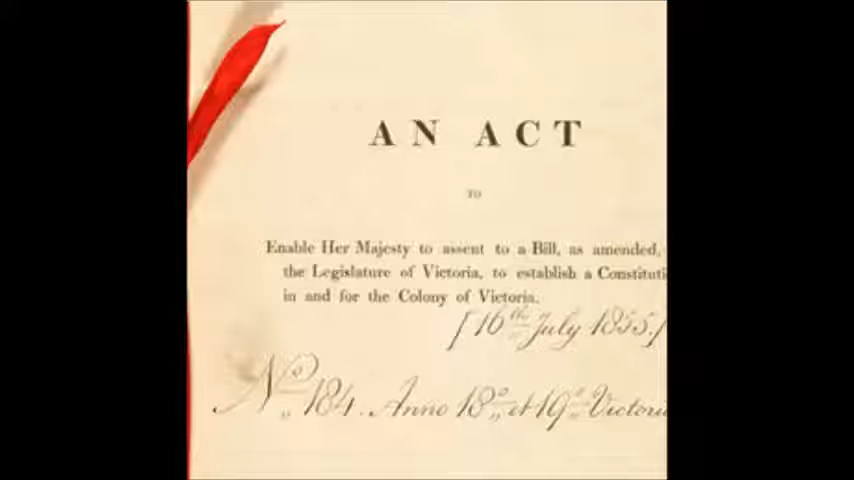 AN ACT
TO
Enable Her Majesty to assent to a Bill, as amended,
the Legislature of Victoria, to establish a Constituti
in and for the Colony of Victoria.
[16th July 1855.]
No. 184. Anno 18o et 19o Victori